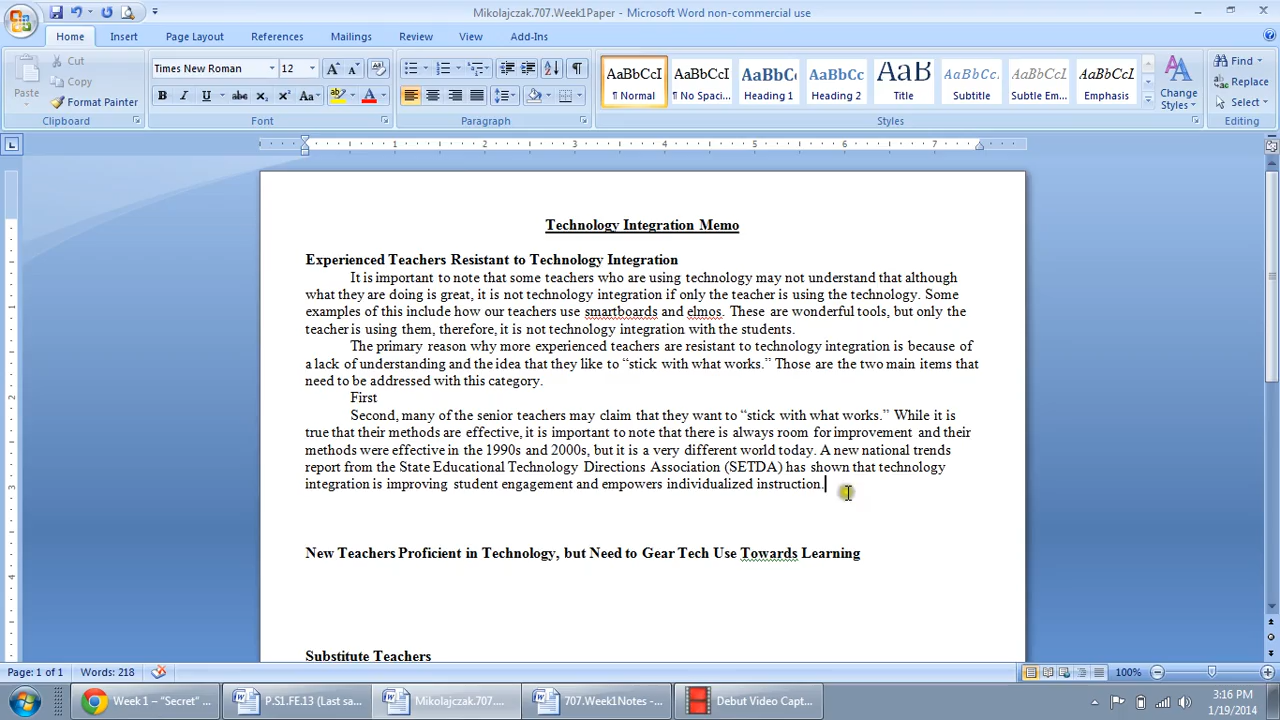 Mikolajczak.707.Week1Paper - Microsoft Word non-commercial use
Home Insert Page Layout References Mailings Review View Add-Ins
Cut
Copy
Format Painter
Paste
Clipboard
Times New Roman 12
Font
Paragraph
AaBbCcI AaBbCcI AaBbCc AaBbCc AaB AaBbCcI AaBbCcI AaBbCcI
¶ Normal ¶ No Spaci... Heading 1 Heading 2 Title Subtitle Subtle Em... Emphasis
Change Styles
Styles
Find
Replace
Select
Editing
1 2 3 4 5 6 7
Technology Integration Memo
Experienced Teachers Resistant to Technology Integration
It is important to note that some teachers who are using technology may not understand that although
what they are doing is great, it is not technology integration if only the teacher is using the technology. Some
examples of this include how our teachers use smartboards and elmos. These are wonderful tools, but only the
teacher is using them, therefore, it is not technology integration with the students.
The primary reason why more experienced teachers are resistant to technology integration is because of
a lack of understanding and the idea that they like to “stick with what works.” Those are the two main items that
need to be addressed with this category.
First
Second, many of the senior teachers may claim that they want to “stick with what works.” While it is
true that their methods are effective, it is important to note that there is always room for improvement and their
methods were effective in the 1990s and 2000s, but it is a very different world today. A new national trends
report from the State Educational Technology Directions Association (SETDA) has shown that technology
integration is improving student engagement and empowers individualized instruction.
New Teachers Proficient in Technology, but Need to Gear Tech Use Towards Learning
Substitute Teachers
Page: 1 of 1 Words: 218 100%
Week 1 – “Secret” ... P.S1.FE.13 (Last sa... Mikolajczak.707.... 707.Week1Notes -... Debut Video Capt...
3:16 PM
1/19/2014